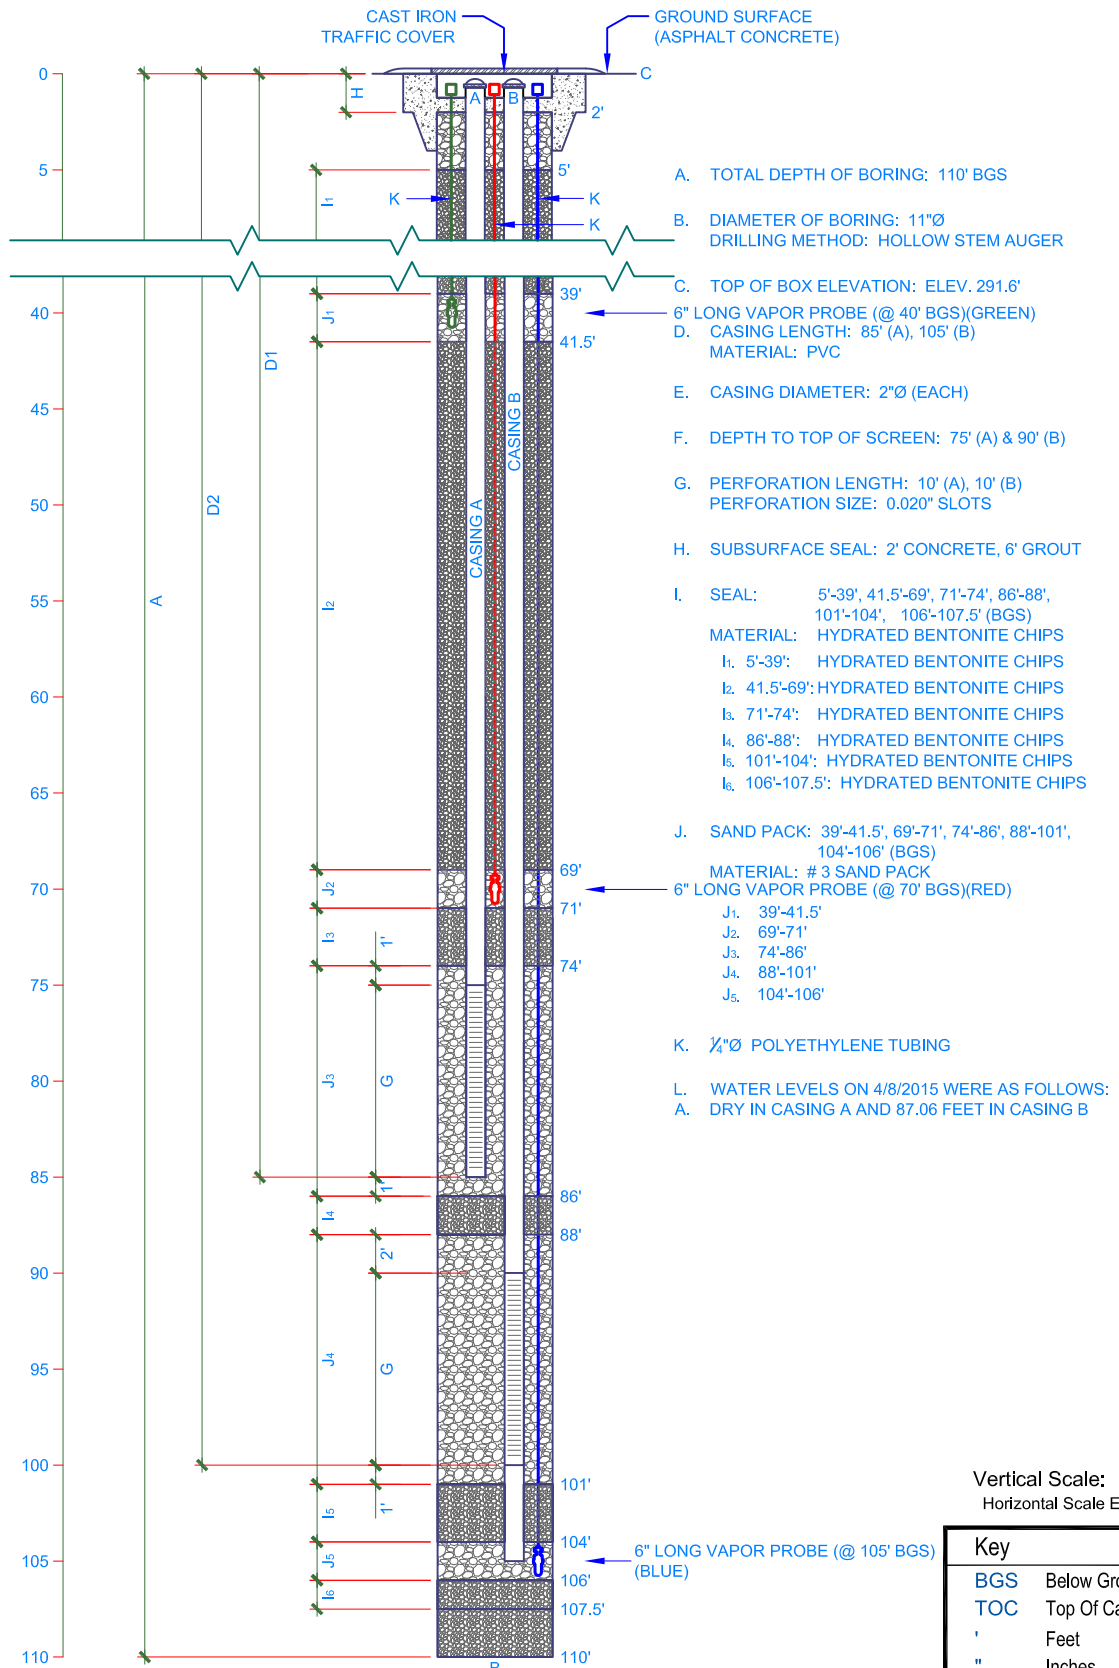 CAST IRON
TRAFFIC COVER
GROUND SURFACE
(ASPHALT CONCRETE)
0
5
40
45
50
55
60
65
70
75
80
85
90
95
100
105
110
A
D2
D1
H
I1
J1
I2
J2
I3
1'
J3
G
1'
I4
2'
J4
G
I5
1'
J5
I6
A
B
C
K
K
K
CASING A
CASING B
B
2'
5'
39'
41.5'
69'
71'
74'
86'
88'
101'
104'
106'
107.5'
110'
A. TOTAL DEPTH OF BORING: 110' BGS
B. DIAMETER OF BORING: 11"Ø
DRILLING METHOD: HOLLOW STEM AUGER
C. TOP OF BOX ELEVATION: ELEV. 291.6'
6" LONG VAPOR PROBE (@ 40' BGS)(GREEN)
D. CASING LENGTH: 85' (A), 105' (B)
MATERIAL: PVC
E. CASING DIAMETER: 2"Ø (EACH)
F. DEPTH TO TOP OF SCREEN: 75' (A) & 90' (B)
G. PERFORATION LENGTH: 10' (A), 10' (B)
PERFORATION SIZE: 0.020" SLOTS
H. SUBSURFACE SEAL: 2' CONCRETE, 6' GROUT
I. SEAL: 5'-39', 41.5'-69', 71'-74', 86'-88',
101'-104', 106'-107.5' (BGS)
MATERIAL: HYDRATED BENTONITE CHIPS
I1. 5'-39': HYDRATED BENTONITE CHIPS
I2. 41.5'-69': HYDRATED BENTONITE CHIPS
I3. 71'-74': HYDRATED BENTONITE CHIPS
I4. 86'-88': HYDRATED BENTONITE CHIPS
I5. 101'-104': HYDRATED BENTONITE CHIPS
I6. 106'-107.5': HYDRATED BENTONITE CHIPS
J. SAND PACK: 39'-41.5', 69'-71', 74'-86', 88'-101',
104'-106' (BGS)
MATERIAL: # 3 SAND PACK
6" LONG VAPOR PROBE (@ 70' BGS)(RED)
J1. 39'-41.5'
J2. 69'-71'
J3. 74'-86'
J4. 88'-101'
J5. 104'-106'
K. ¼"Ø POLYETHYLENE TUBING
L. WATER LEVELS ON 4/8/2015 WERE AS FOLLOWS:
A. DRY IN CASING A AND 87.06 FEET IN CASING B
6" LONG VAPOR PROBE (@ 105' BGS)
(BLUE)
Vertical Scale:
Horizontal Scale E
Key
BGS Below Gro
TOC Top Of Ca
' Feet
" Inches